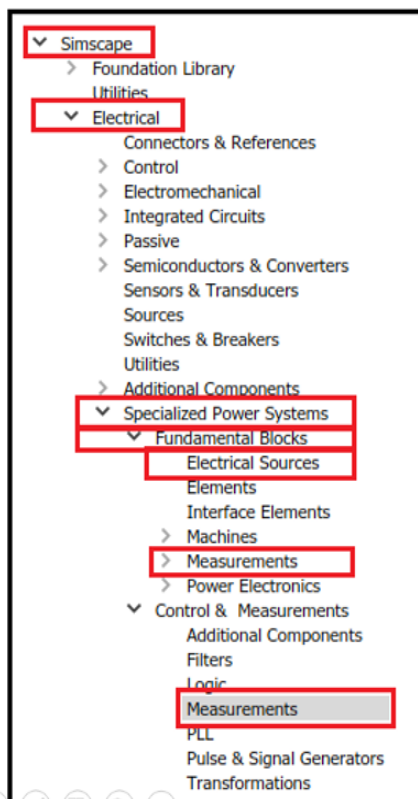 Simscape
Foundation Library
Utilities
Electrical
Connectors & References
Control
Electromechanical
Integrated Circuits
Passive
Semiconductors & Converters
Sensors & Transducers
Sources
Switches & Breakers
Utilities
Additional Components
Specialized Power Systems
Fundamental Blocks
Electrical Sources
Elements
Interface Elements
Machines
Measurements
Power Electronics
Control & Measurements
Additional Components
Filters
Logic
Measurements
PLL
Pulse & Signal Generators
Transformations